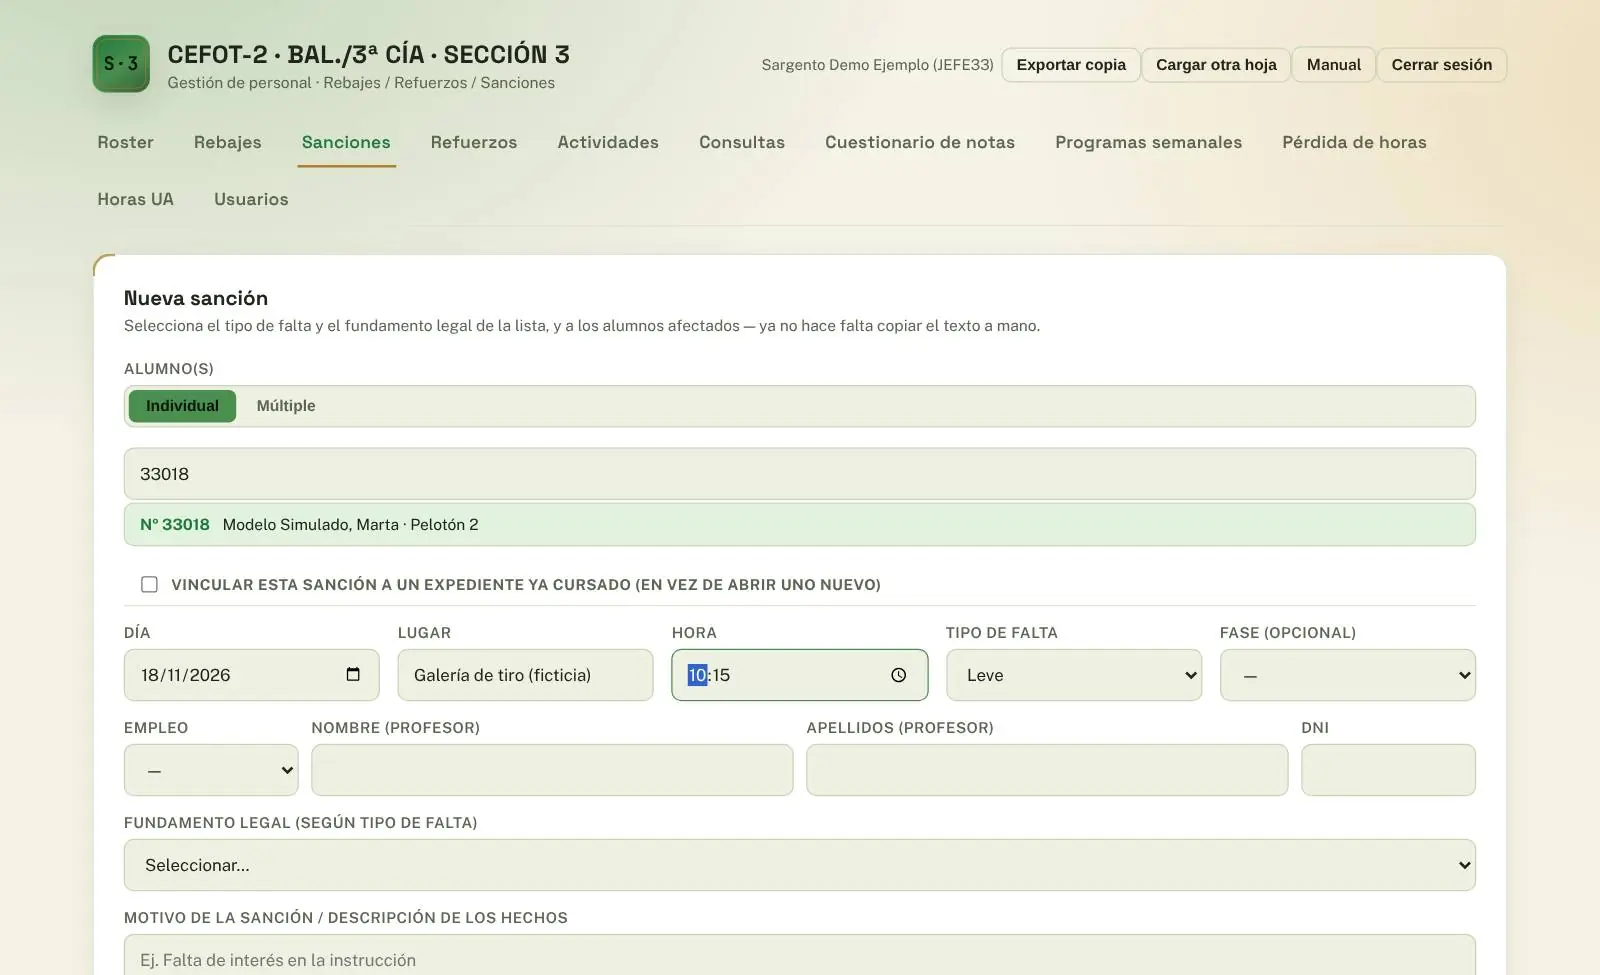 S·3
CEFOT-2 · BAL./3ª CÍA · SECCIÓN 3
Gestión de personal · Rebajes / Refuerzos / Sanciones
Sargento Demo Ejemplo (JEFE33) Exportar copia Cargar otra hoja Manual Cerrar sesión
Roster Rebajes Sanciones Refuerzos Actividades Consultas Cuestionario de notas Programas semanales Pérdida de horas
Horas UA Usuarios
Nueva sanción
Selecciona el tipo de falta y el fundamento legal de la lista, y a los alumnos afectados — ya no hace falta copiar el texto a mano.
ALUMNO(S)
Individual Múltiple
33018
Nº 33018 Modelo Simulado, Marta · Pelotón 2
VINCULAR ESTA SANCIÓN A UN EXPEDIENTE YA CURSADO (EN VEZ DE ABRIR UNO NUEVO)
DÍA LUGAR HORA TIPO DE FALTA FASE (OPCIONAL)
18/11/2026 Galería de tiro (ficticia) 10:15 Leve —
EMPLEO NOMBRE (PROFESOR) APELLIDOS (PROFESOR) DNI
—
FUNDAMENTO LEGAL (SEGÚN TIPO DE FALTA)
Seleccionar...
MOTIVO DE LA SANCIÓN / DESCRIPCIÓN DE LOS HECHOS
Ej. Falta de interés en la instrucción